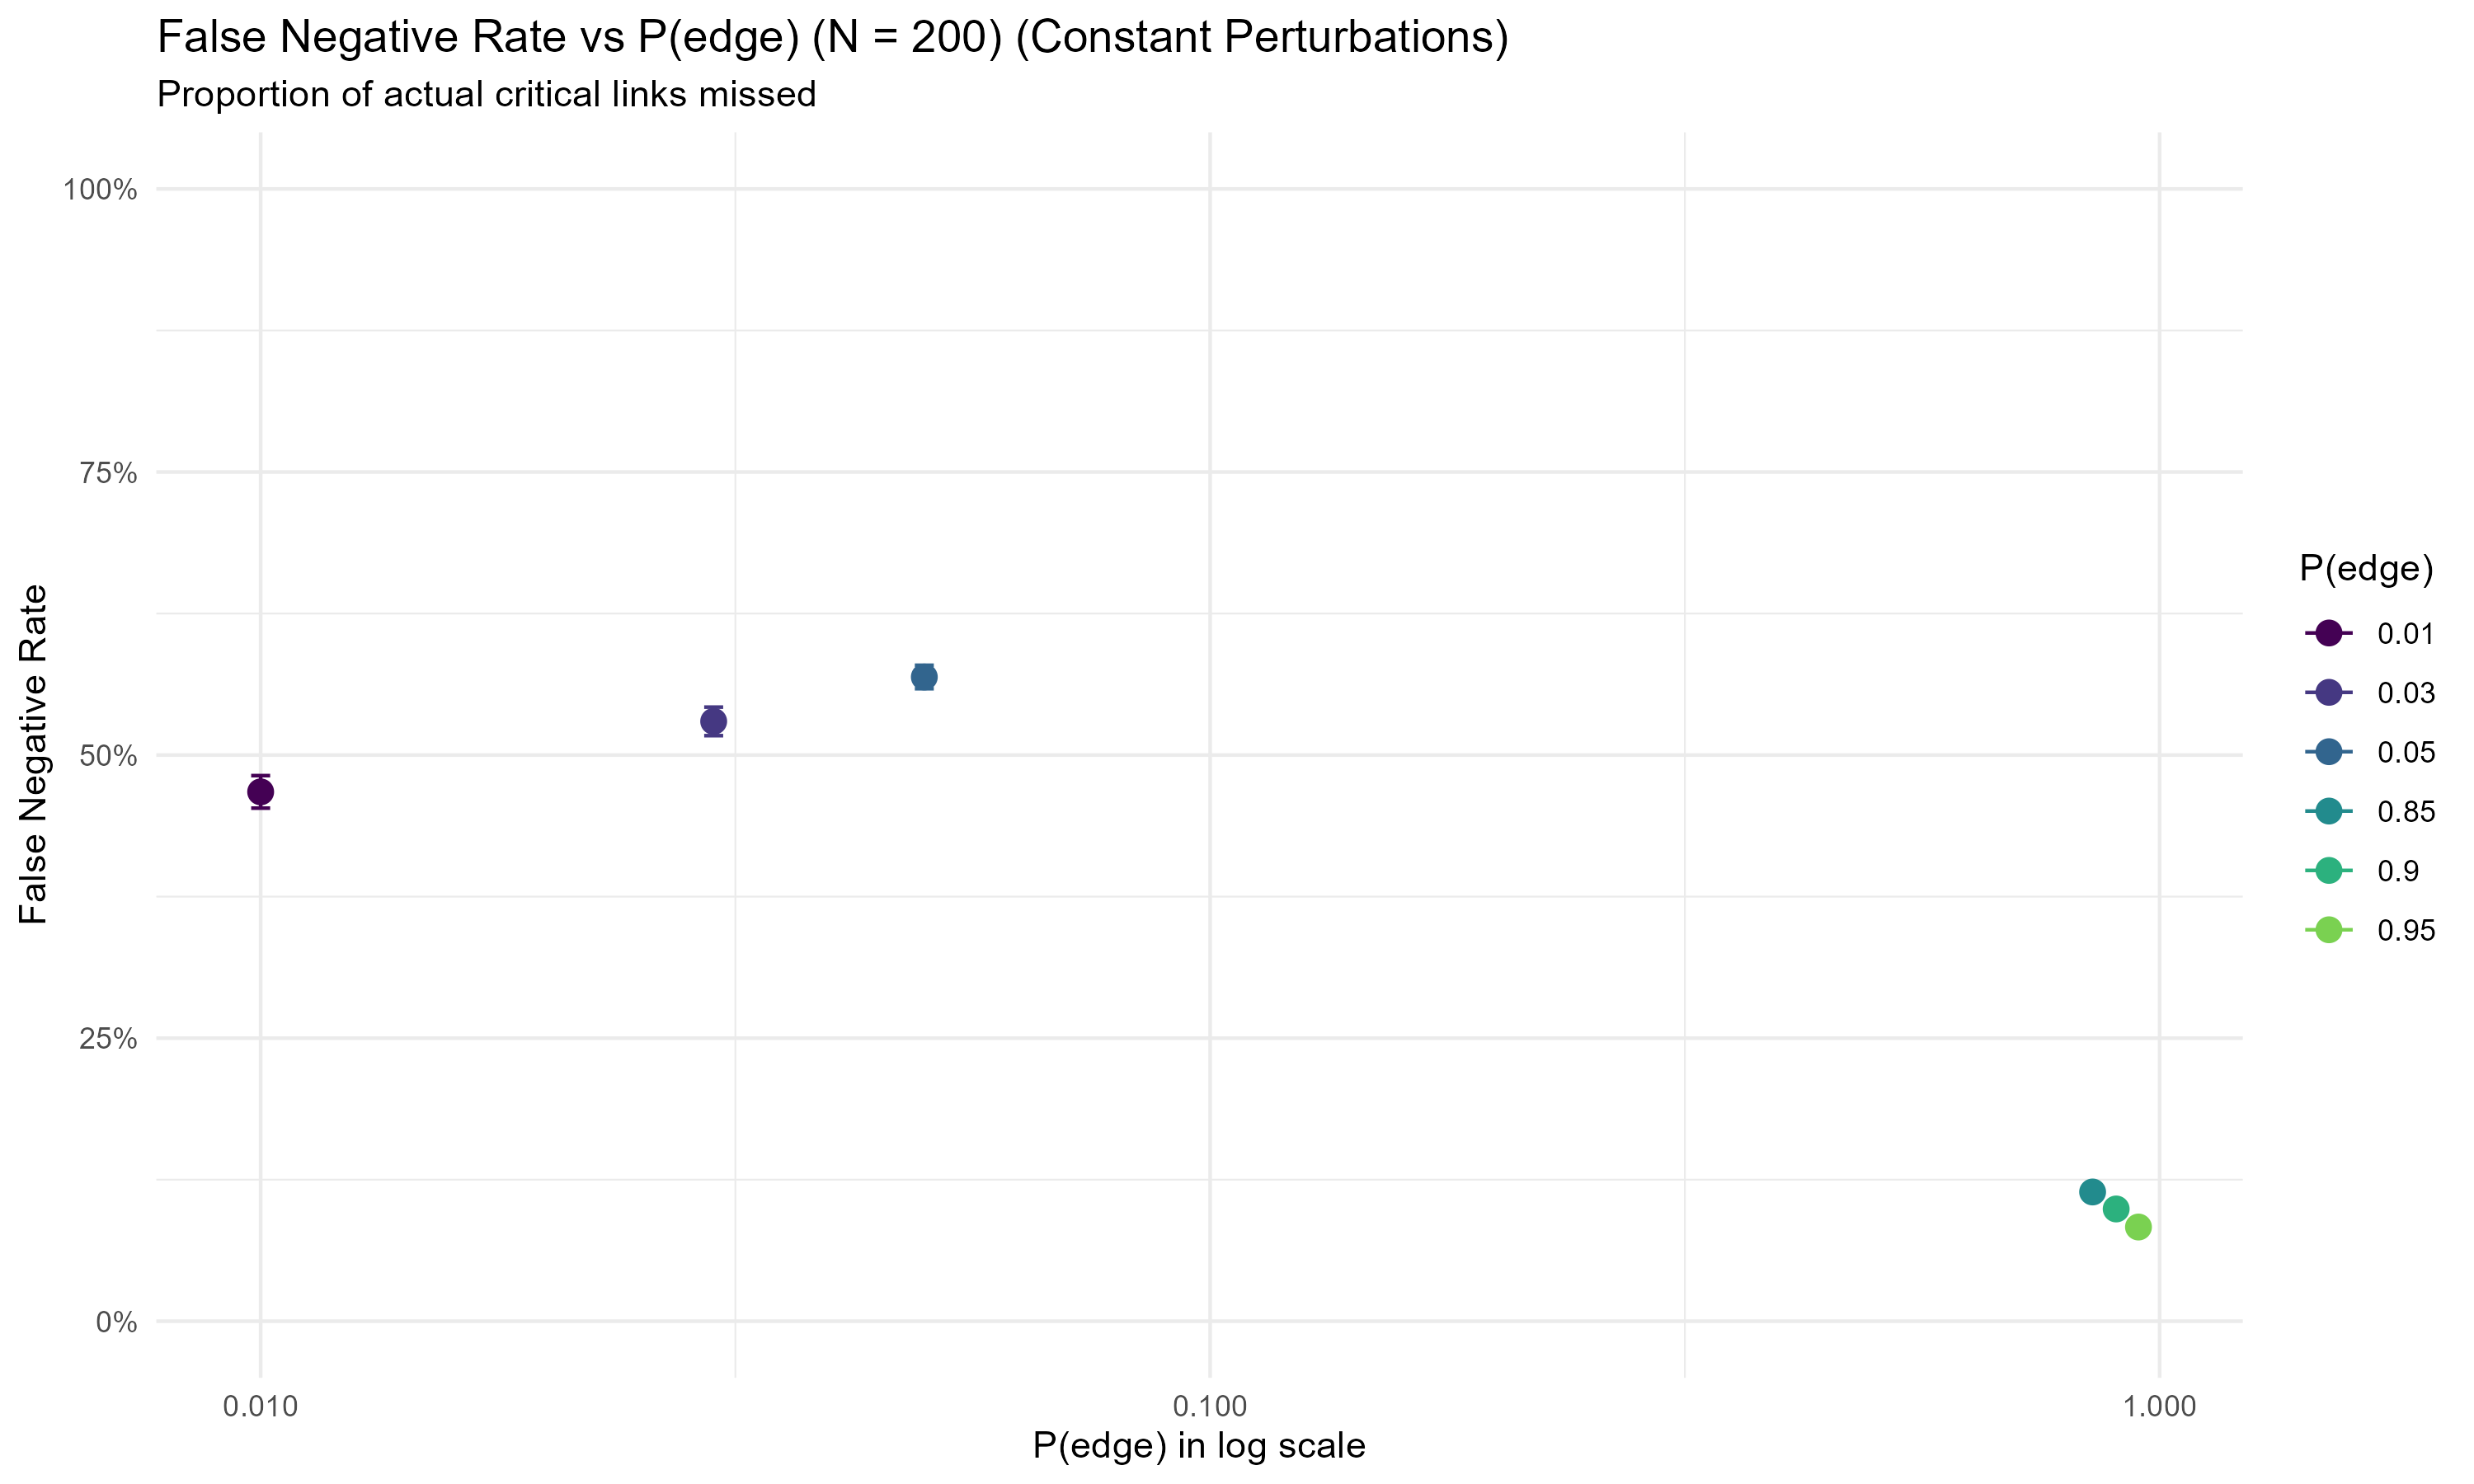 False Negative Rate vs P(edge) (N = 200) (Constant Perturbations)
Proportion of actual critical links missed
100%
75%
50%
25%
0%
False Negative Rate
0.010
0.100
1.000
P(edge) in log scale
P(edge)
0.01
0.03
0.05
0.85
0.9
0.95